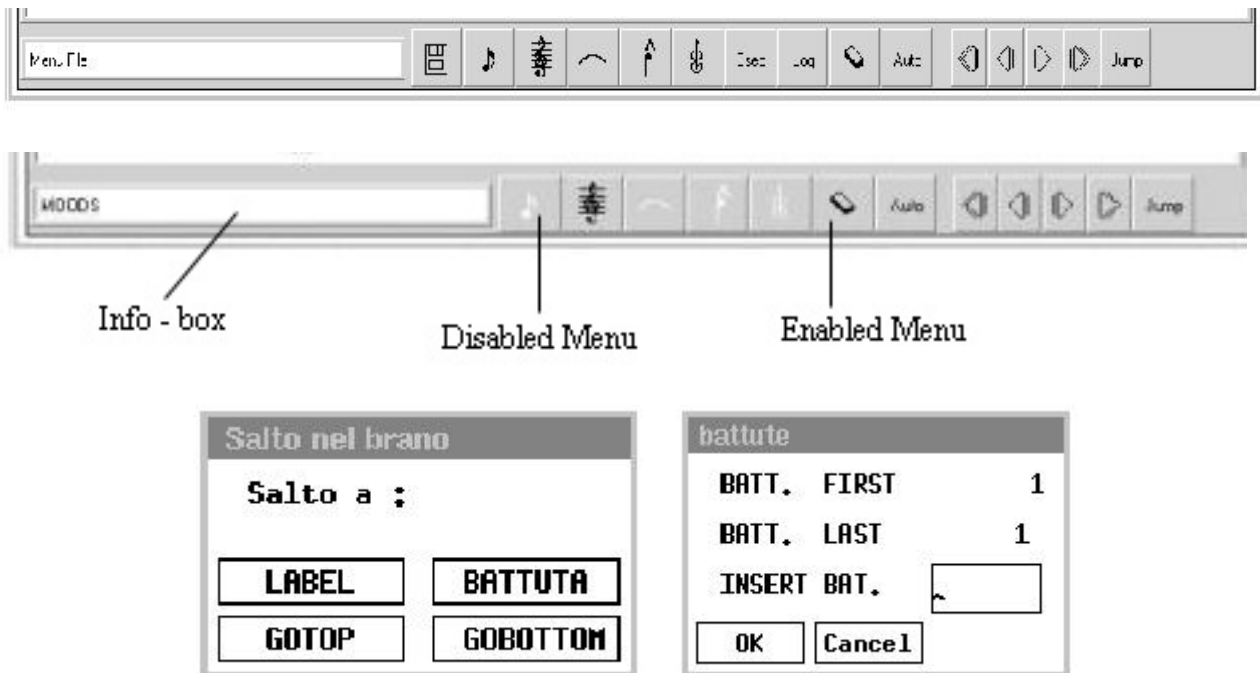 Menu File
Log Auto Jump
MOODS Auto Jump
Info - box
Disabled Menu
Enabled Menu
Salto nel brano
Salto a :
LABEL BATTUTA
GOTOP GOBOTTOM
battute
BATT. FIRST 1
BATT. LAST 1
INSERT BAT.
OK Cancel